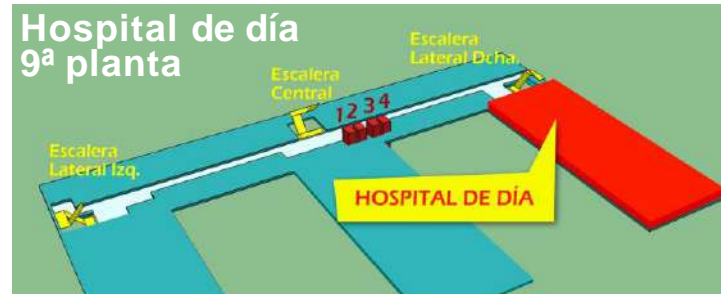 Hospital de día
9ª planta
Escalera
Lateral Dcha.
Escalera
Central
1 2 3 4
Escalera
Lateral Izq.
HOSPITAL DE DÍA